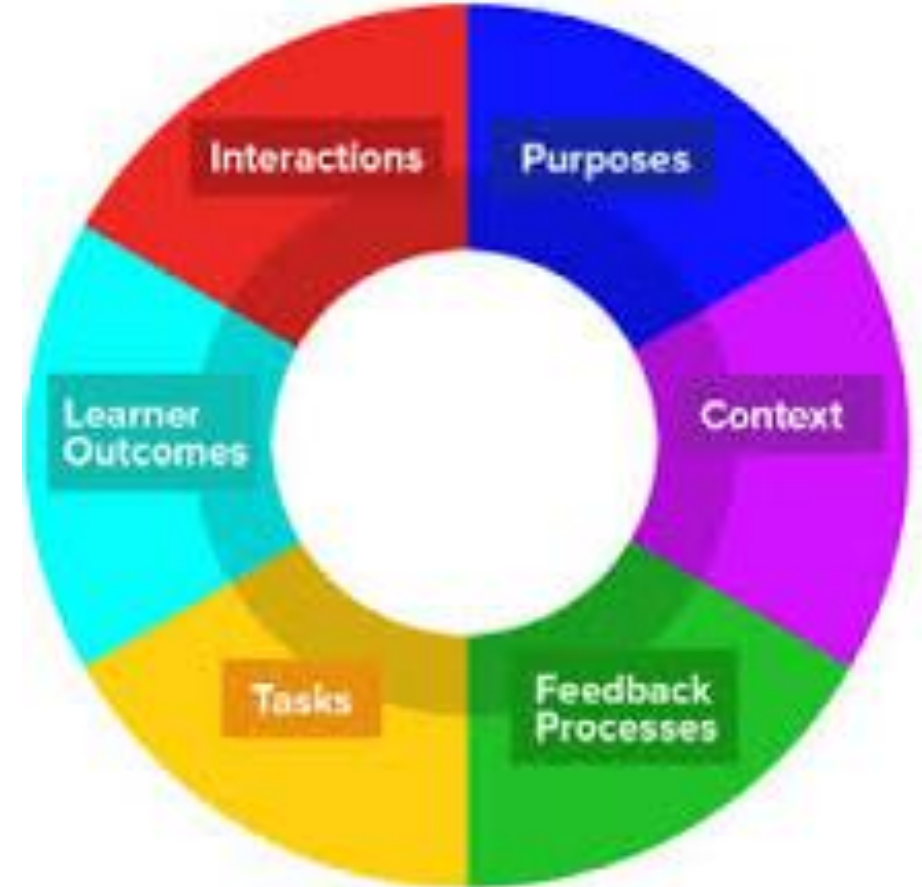 Interactions
Purposes
Learner
Outcomes
Context
Tasks
Feedback
Processes